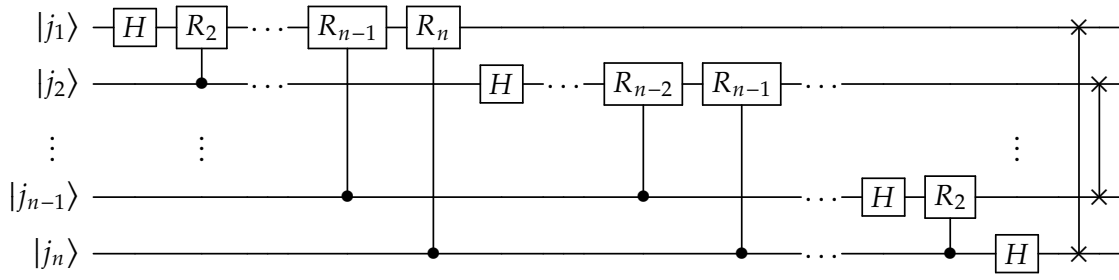 |j₁⟩ H R₂ ⋯ Rₙ₋₁ Rₙ
|j₂⟩ ⋯ H ⋯ Rₙ₋₂ Rₙ₋₁ ⋯
⋮ ⋮ ⋮
|jₙ₋₁⟩ ⋯ H R₂
|jₙ⟩ ⋯ H